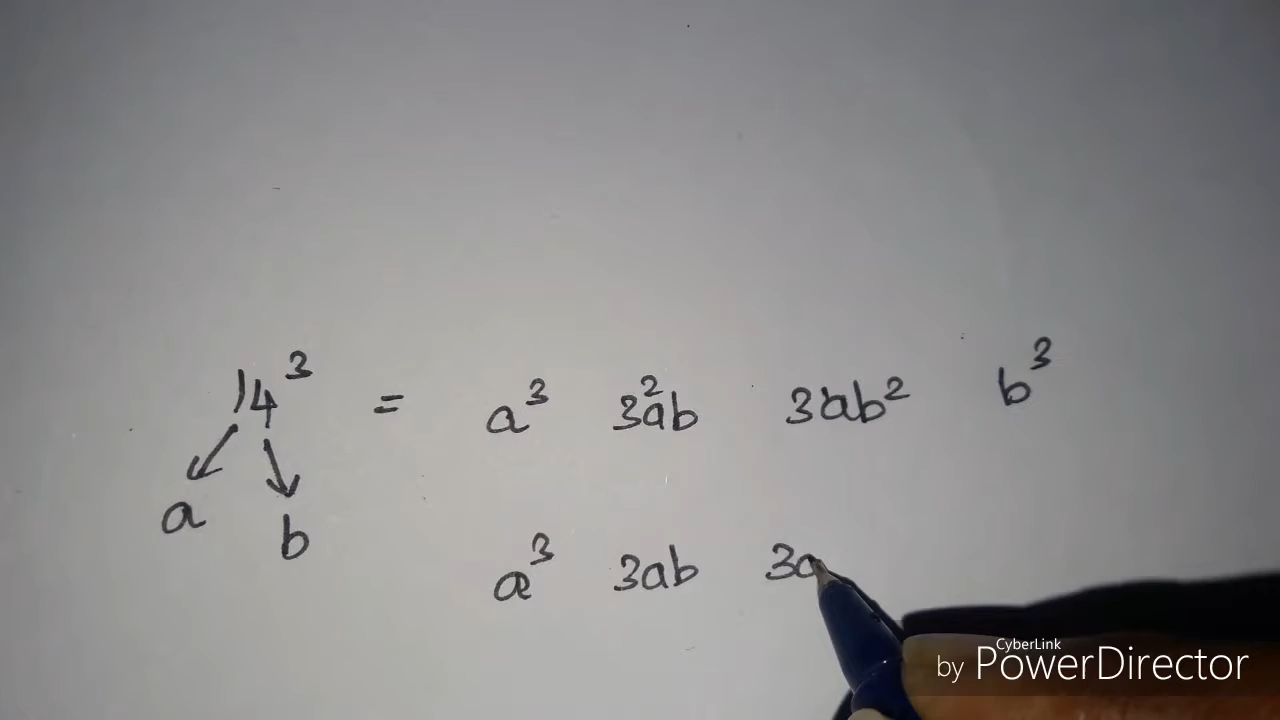 14³ = a³ 3a²b 3ab² b³
a b
a³ 3ab 3a
CyberLink
by PowerDirector